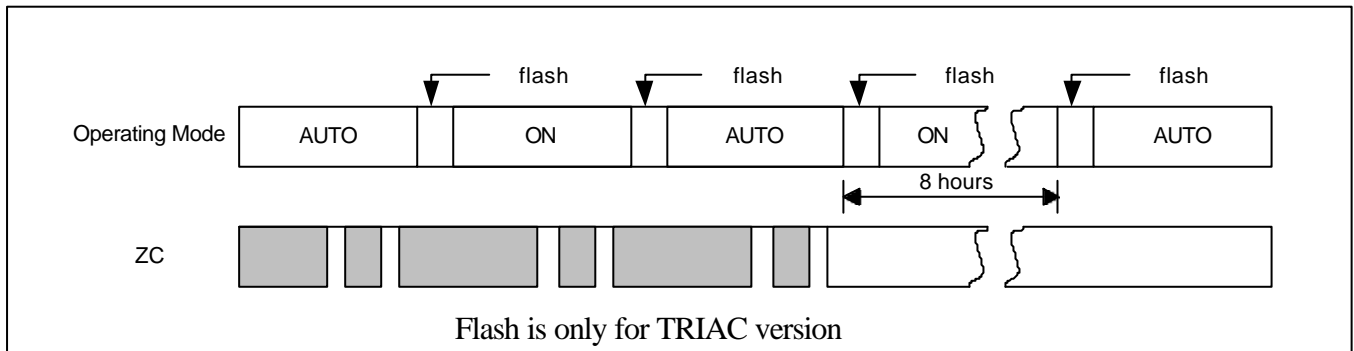 flash flash flash flash
Operating Mode AUTO ON AUTO ON AUTO
8 hours
ZC
Flash is only for TRIAC version